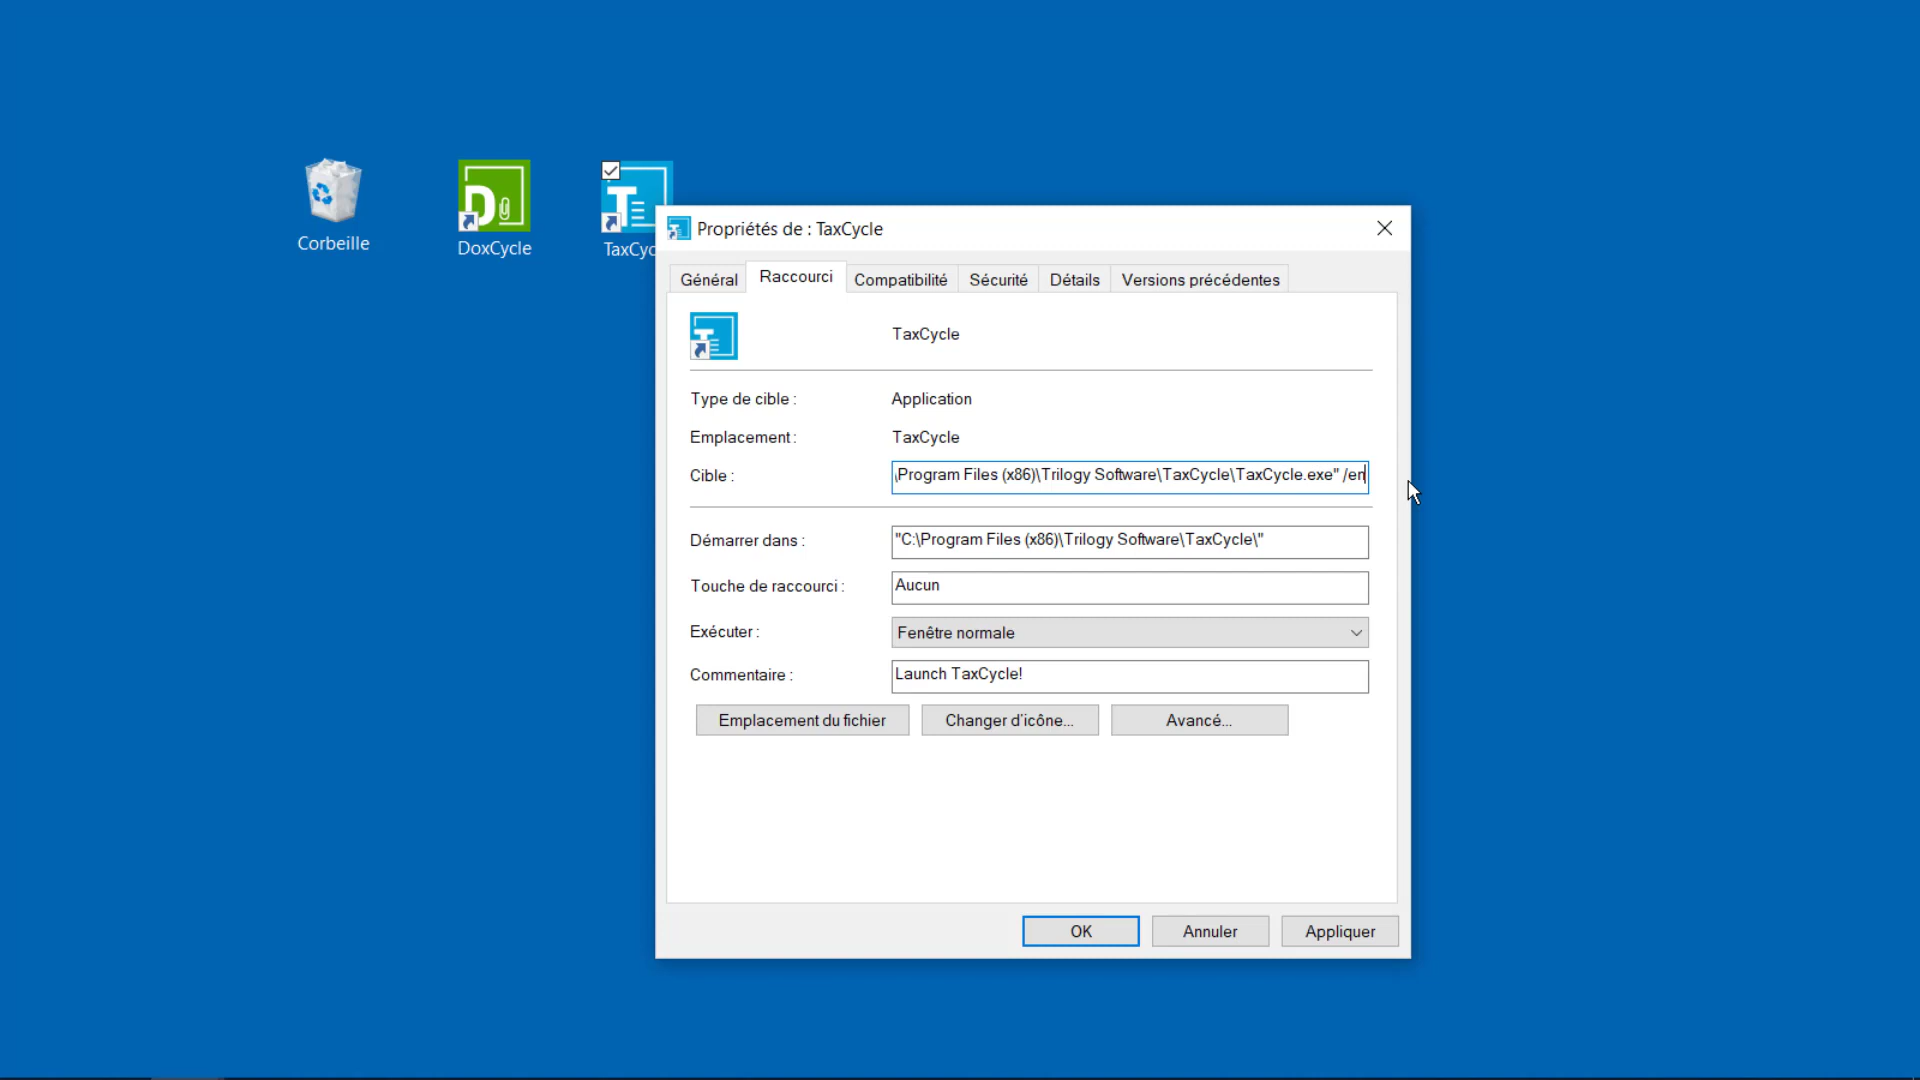 Corbeille
DoxCycle
TaxCyc
Propriétés de : TaxCycle
Général
Raccourci
Compatibilité
Sécurité
Détails
Versions précédentes
TaxCycle
Type de cible :
Application
Emplacement :
TaxCycle
Cible :
\Program Files (x86)\Trilogy Software\TaxCycle\TaxCycle.exe" /en
Démarrer dans :
"C:\Program Files (x86)\Trilogy Software\TaxCycle\"
Touche de raccourci :
Aucun
Exécuter :
Fenêtre normale
Commentaire :
Launch TaxCycle!
Emplacement du fichier
Changer d'icône...
Avancé...
OK
Annuler
Appliquer